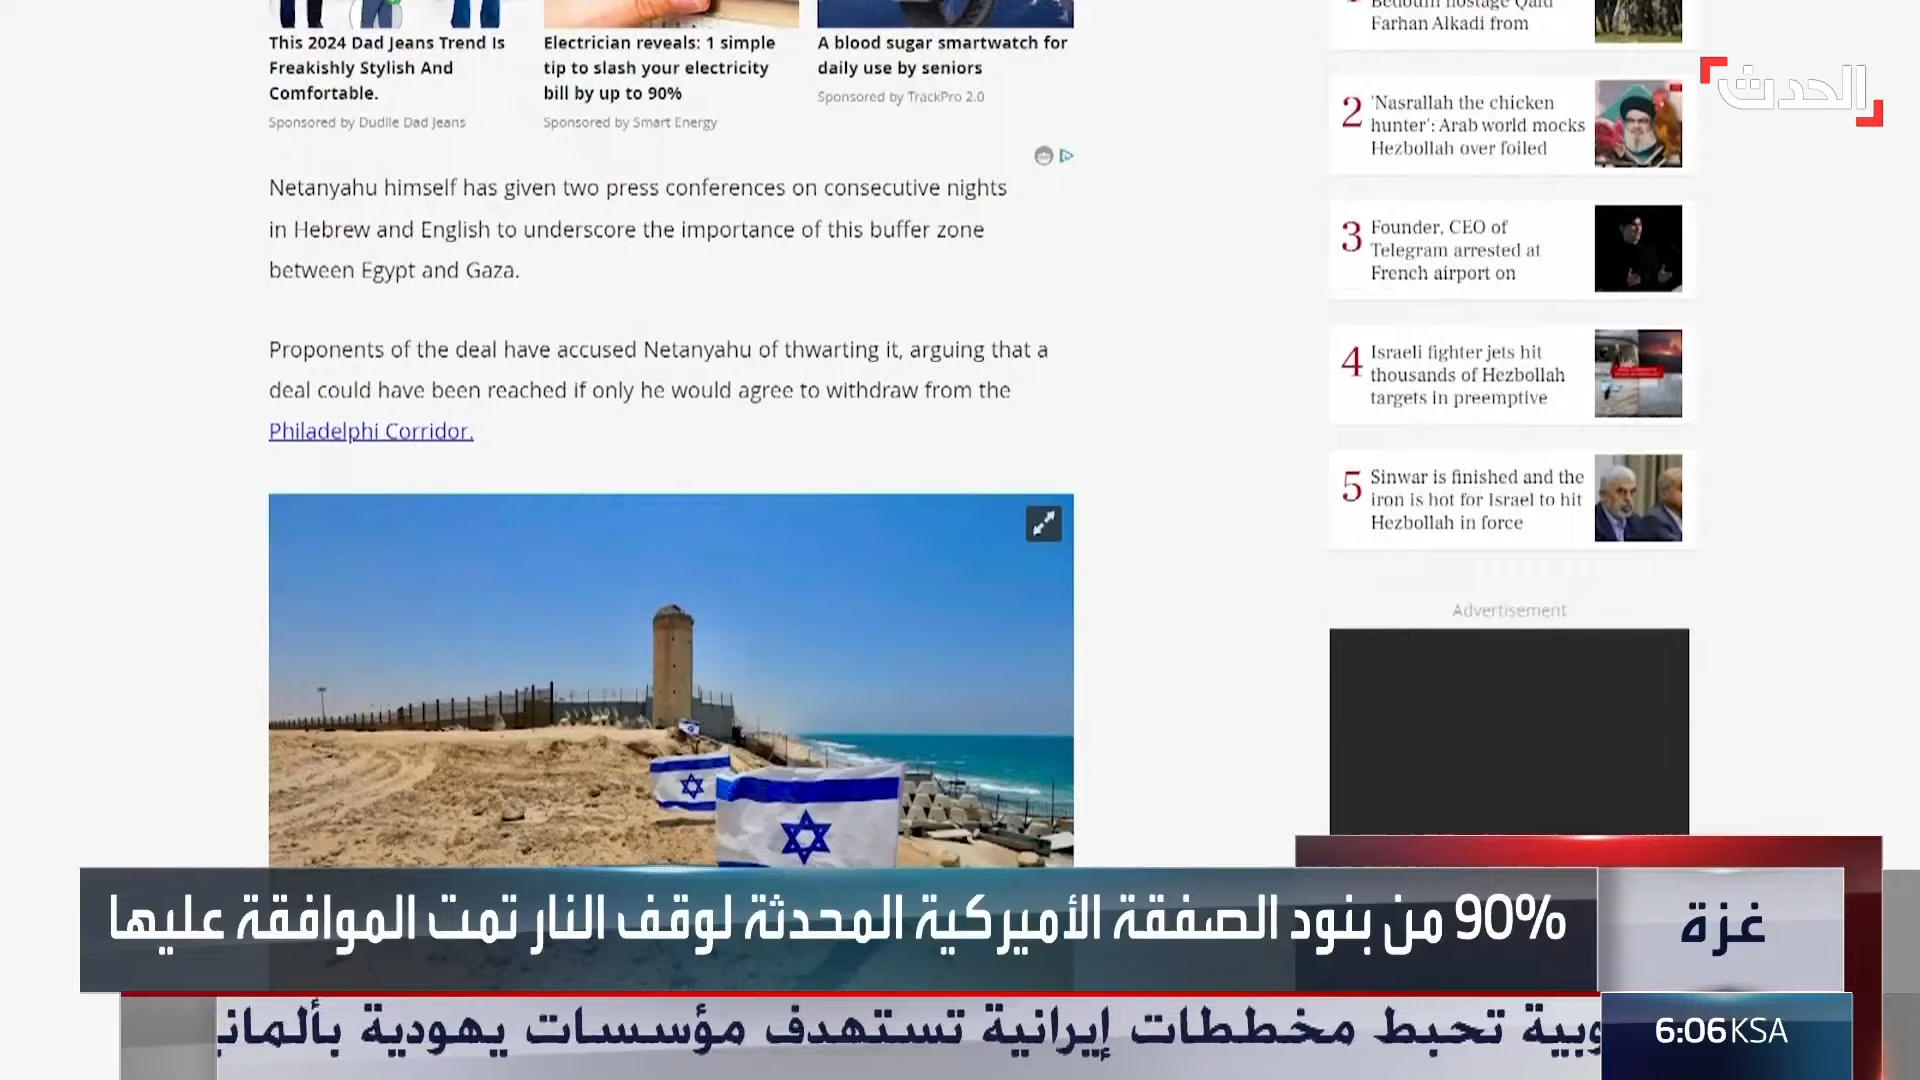 This 2024 Dad Jeans Trend Is
Freakishly Stylish And
Comfortable.
Sponsored by Dudlle Dad Jeans
Electrician reveals: 1 simple
tip to slash your electricity
bill by up to 90%
Sponsored by Smart Energy
A blood sugar smartwatch for
daily use by seniors
Sponsored by TrackPro 2.0
Netanyahu himself has given two press conferences on consecutive nights
in Hebrew and English to underscore the importance of this buffer zone
between Egypt and Gaza.
Proponents of the deal have accused Netanyahu of thwarting it, arguing that a
deal could have been reached if only he would agree to withdraw from the
Philadelphi Corridor.
Bedouin hostage Qaid
Farhan Alkadi from
2
'Nasrallah the chicken
hunter': Arab world mocks
Hezbollah over foiled
3
Founder, CEO of
Telegram arrested at
French airport on
4
Israeli fighter jets hit
thousands of Hezbollah
targets in preemptive
5
Sinwar is finished and the
iron is hot for Israel to hit
Hezbollah in force
Advertisement
الحدث
غزة
90% من بنود الصفقة الأميركية المحدثة لوقف النار تمت الموافقة عليها
تحبط مخططات إيرانية تستهدف مؤسسات يهودية
6:06 KSA